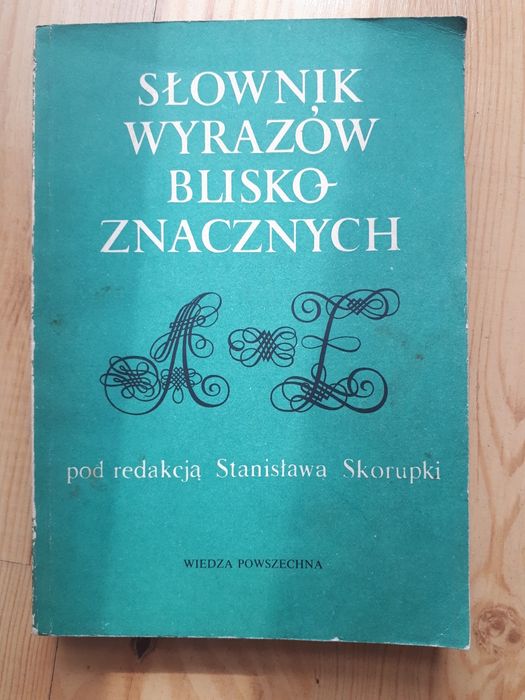 SŁOWNIK
WYRAZÓW
BLISKO-
ZNACZNYCH
A-Z
pod redakcją Stanisława Skorupki
WIEDZA POWSZECHNA